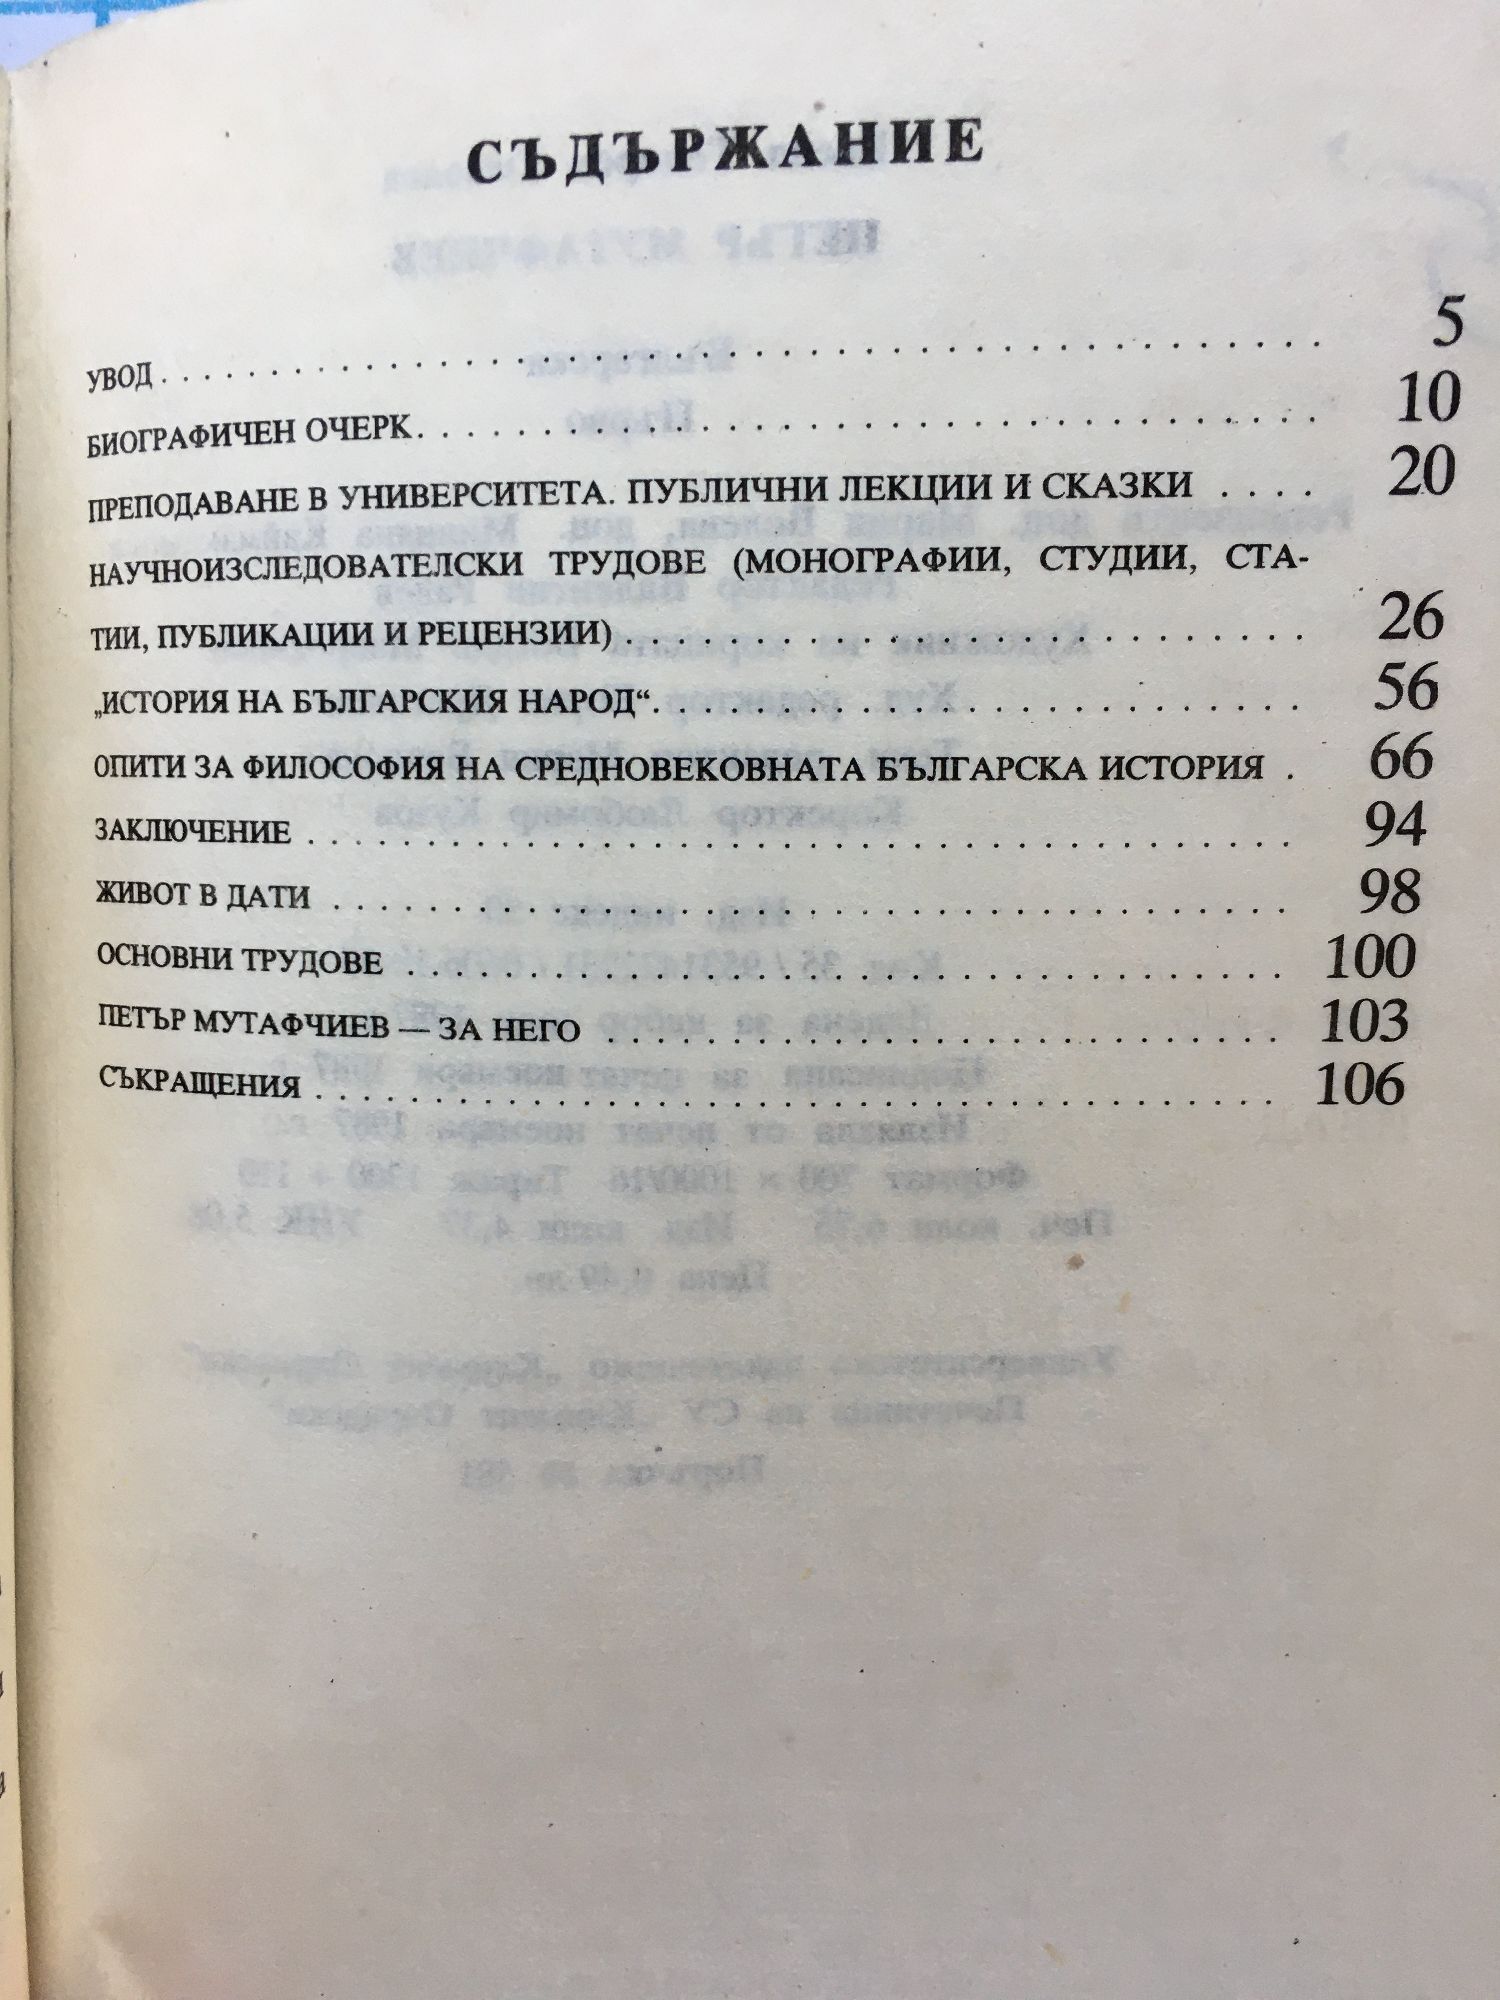 СЪДЪРЖАНИЕ
УВОД . . . . . . . . . . . . . . . . . . . . . . . . . . . . . . . . . . . . . . . . . 5
БИОГРАФИЧЕН ОЧЕРК . . . . . . . . . . . . . . . . . . . . . . . . . . . . . 10
ПРЕПОДАВАНЕ В УНИВЕРСИТЕТА. ПУБЛИЧНИ ЛЕКЦИИ И СКАЗКИ . . . . 20
НАУЧНОИЗСЛЕДОВАТЕЛСКИ ТРУДОВЕ (МОНОГРАФИИ, СТУДИИ, СТА-
ТИИ, ПУБЛИКАЦИИ И РЕЦЕНЗИИ) . . . . . . . . . . . . . . . . . . . . . . 26
„ИСТОРИЯ НА БЪЛГАРСКИЯ НАРОД“ . . . . . . . . . . . . . . . . . . . . . 56
ОПИТИ ЗА ФИЛОСОФИЯ НА СРЕДНОВЕКОВНАТА БЪЛГАРСКА ИСТОРИЯ . 66
ЗАКЛЮЧЕНИЕ . . . . . . . . . . . . . . . . . . . . . . . . . . . . . . . . . . . 94
ЖИВОТ В ДАТИ . . . . . . . . . . . . . . . . . . . . . . . . . . . . . . . . . 98
ОСНОВНИ ТРУДОВЕ . . . . . . . . . . . . . . . . . . . . . . . . . . . . . 100
ПЕТЪР МУТАФЧИЕВ — ЗА НЕГО . . . . . . . . . . . . . . . . . . . . . . 103
СЪКРАЩЕНИЯ . . . . . . . . . . . . . . . . . . . . . . . . . . . . . . . . . . 106